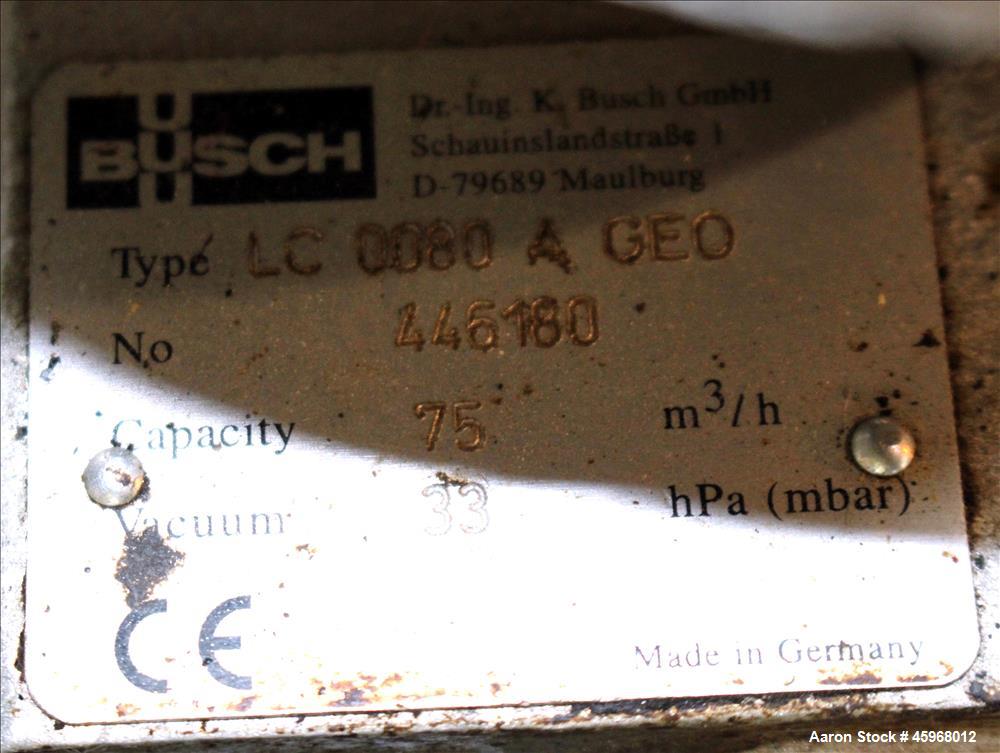 BUSCH
Dr.-Ing. K. Busch GmbH
Schauinslandstraße 1
D-79689 Maulburg
Type LC 0080 A GEO
No 446180
Capacity 75 m³/h
Vacuum 33 hPa (mbar)
CE
Made in Germany
Aaron Stock # 45968012